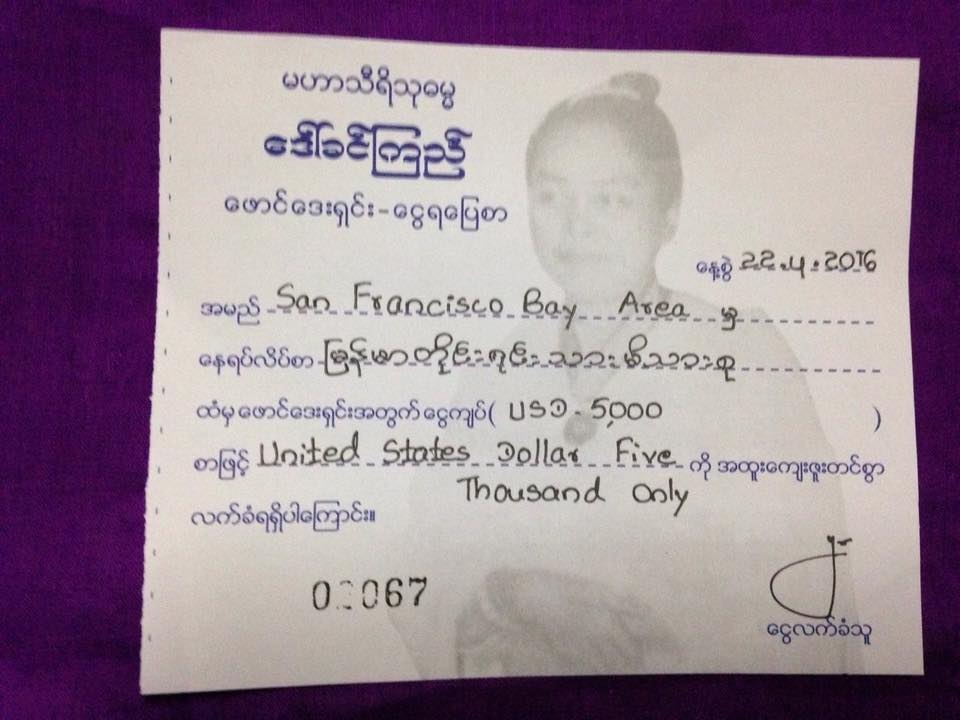 မဟာသီရိသုဓမ္မ
ဒေါ်ခင်ကြည်
ဖောင်ဒေးရှင်း-ငွေရပြေစာ
နေ့စွဲ 22.4.2016
အမည် San Francisco Bay Area မှ
နေရပ်လိပ်စာ- မြန်မာတိုင်းရင်းသားမိသားစု
ထံမှ ဖောင်ဒေးရှင်းအတွက် ငွေကျပ်( USD. 5,000 )
စာဖြင့် United States Dollar Five ကို အထူးကျေးဇူးတင်စွာ
Thousand Only
လက်ခံရရှိပါကြောင်း။
067
ငွေလက်ခံသူ